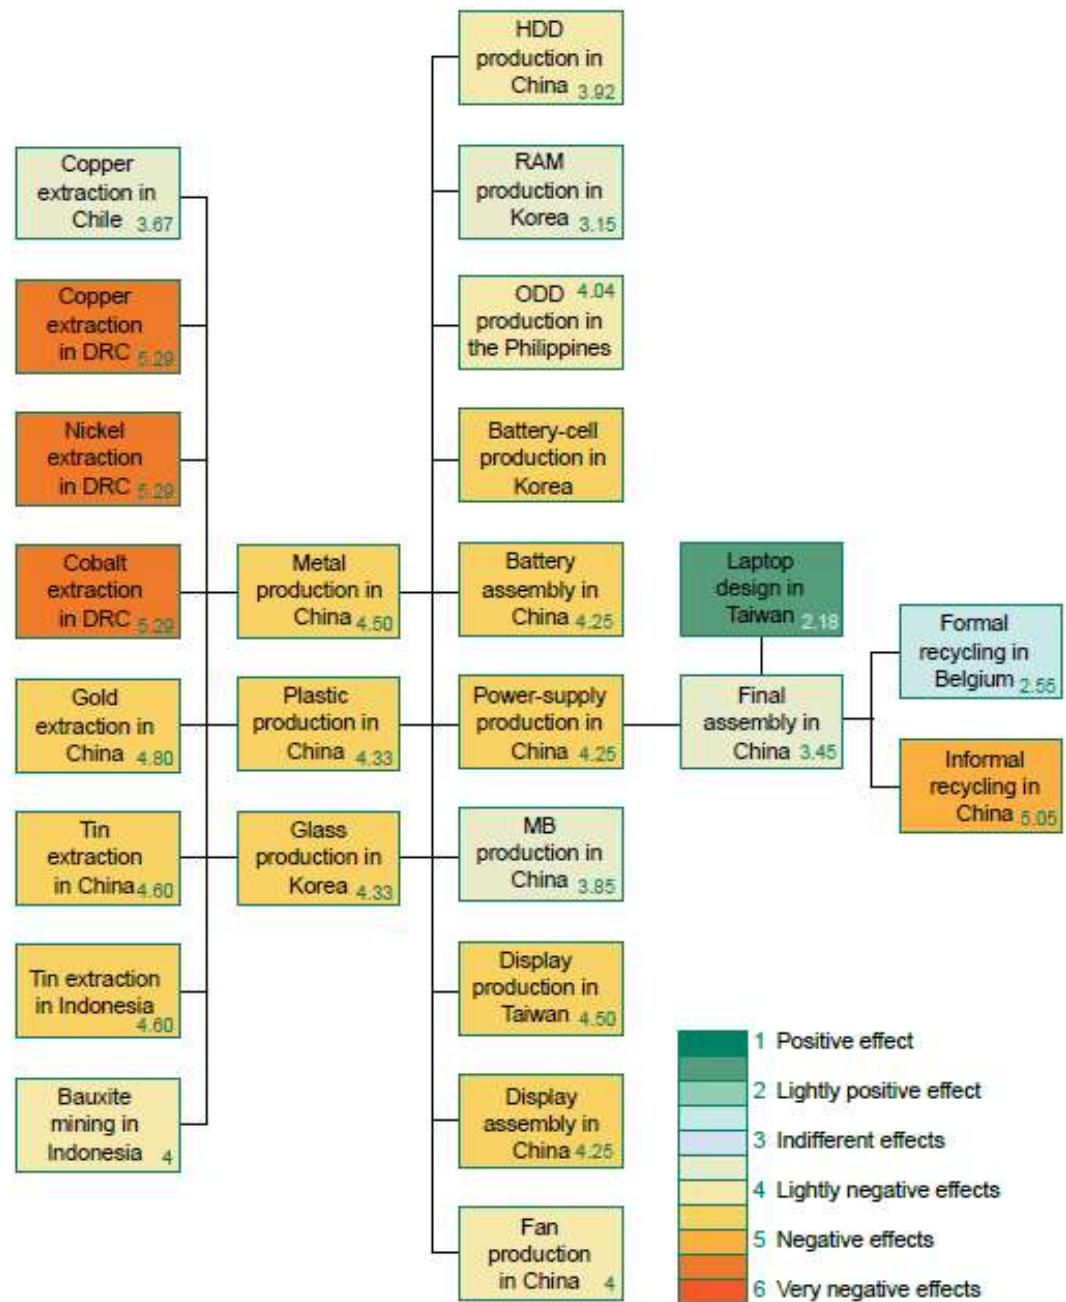 HDD
production in
China 3.92
Copper
extraction in
Chile 3.67
RAM
production in
Korea 3.15
Copper
extraction
in DRC 5.29
ODD 4.04
production in
the Philippines
Nickel
extraction
in DRC 5.29
Battery-cell
production in
Korea
Cobalt
extraction
in DRC 5.29
Metal
production in
China 4.50
Battery
assembly in
China 4.25
Laptop
design in
Taiwan 2.18
Formal
recycling in
Belgium 2.55
Gold
extraction in
China 4.80
Plastic
production in
China 4.33
Power-supply
production in
China 4.25
Final
assembly in
China 3.45
Informal
recycling in
China 5.05
Tin
extraction
in China 4.60
Glass
production in
Korea 4.33
MB
production in
China 3.85
Tin extraction
in Indonesia
4.60
Display
production in
Taiwan 4.50
Bauxite
mining in
Indonesia 4
Display
assembly in
China 4.25
Fan
production
in China 4
1 Positive effect
2 Lightly positive effect
3 Indifferent effects
4 Lightly negative effects
5 Negative effects
6 Very negative effects